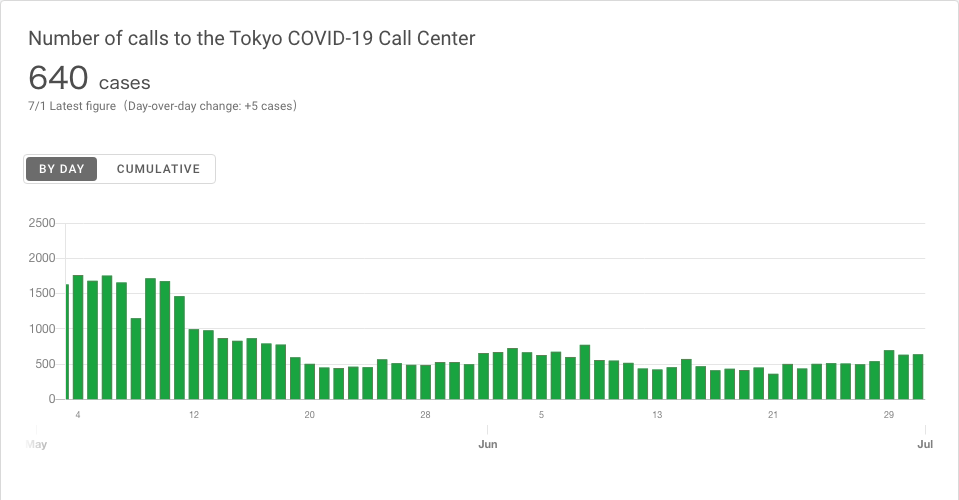 Number of calls to the Tokyo COVID-19 Call Center
640 cases
7/1 Latest figure（Day-over-day change: +5 cases）
BY DAY CUMULATIVE
2500
2000
1500
1000
500
0
4 12 20 28 5 13 21 29
May Jun Jul